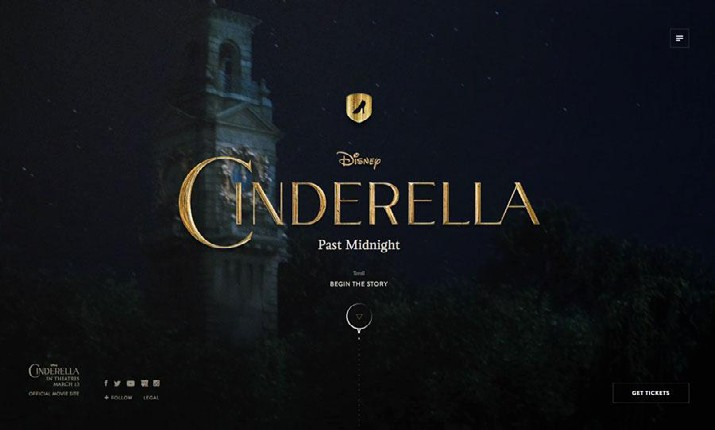 Disney
CINDERELLA
Past Midnight
Scroll
BEGIN THE STORY
Disney
CINDERELLA
IN THEATRES
MARCH 13
OFFICIAL MOVIE SITE
+ FOLLOW
LEGAL
GET TICKETS